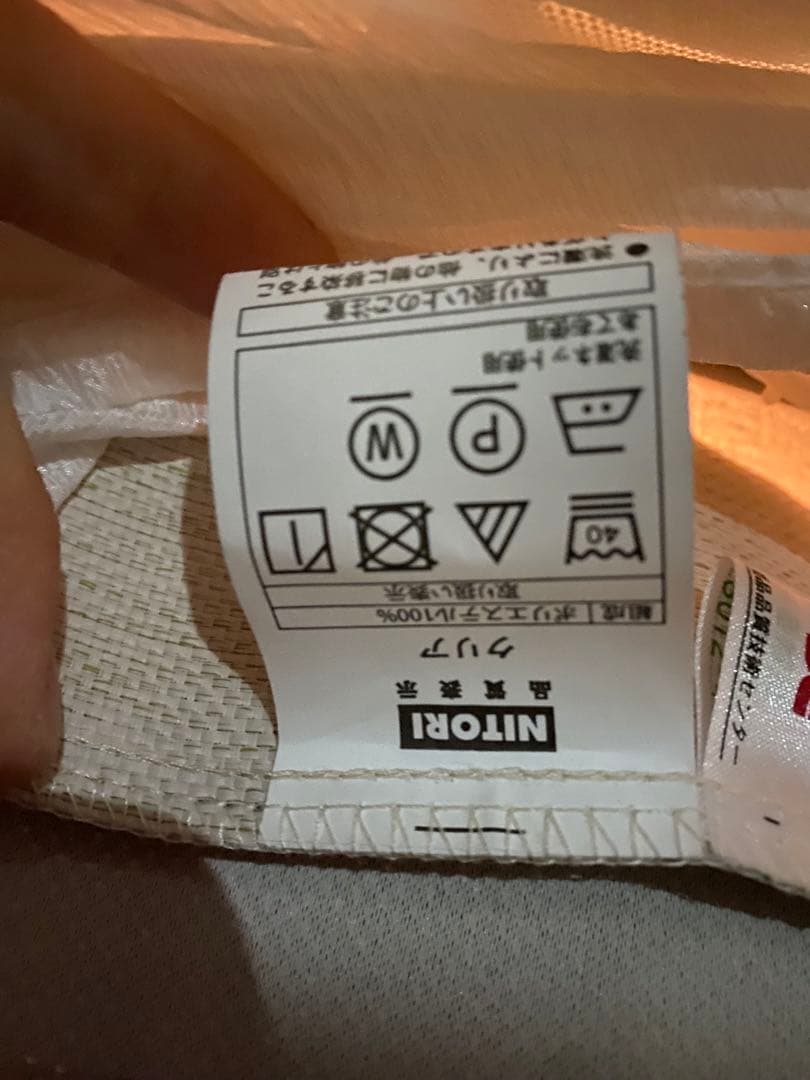 NITORI
品質表示
クリア
組成 ポリエステル100%
取り扱い表示
40
P W
洗濯ネット使用
あて布使用
取り扱い上のご注意
●洗濯により、他の物に移染するこ
品質技術センター